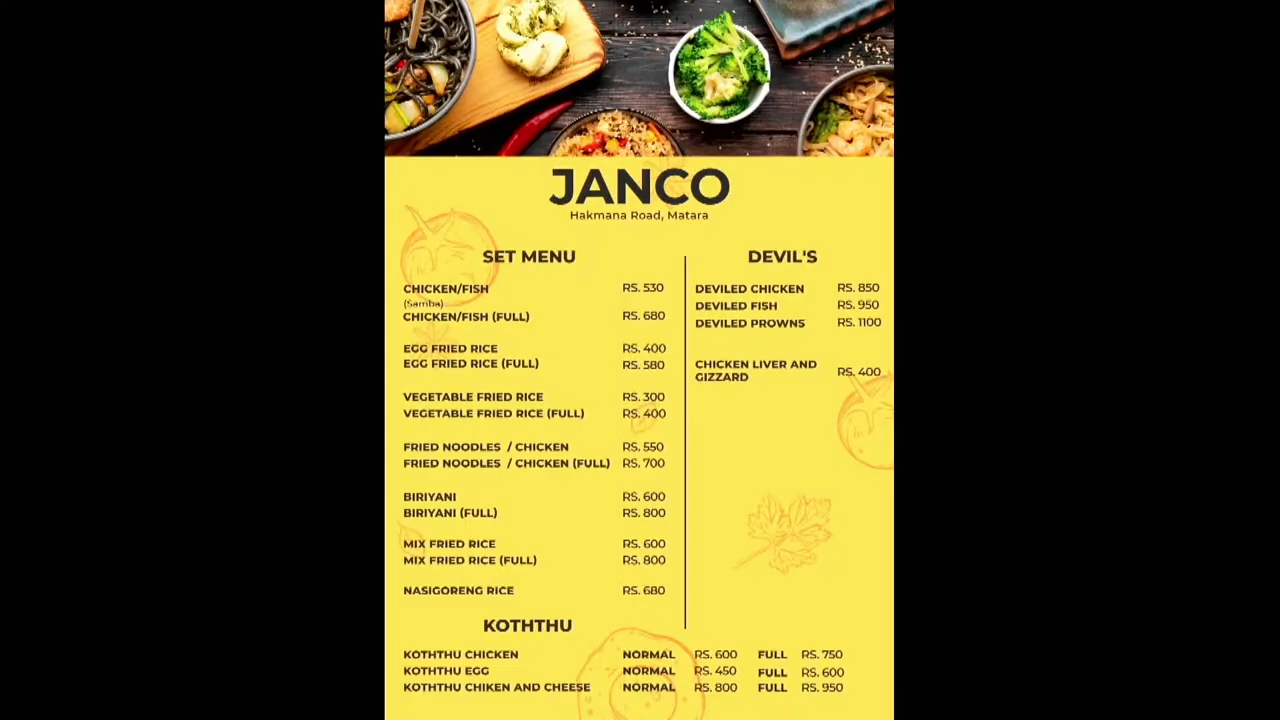 JANCO
Hakmana Road, Matara
SET MENU
CHICKEN/FISH RS. 530
(Samba)
CHICKEN/FISH (FULL) RS. 680
EGG FRIED RICE RS. 400
EGG FRIED RICE (FULL) RS. 580
VEGETABLE FRIED RICE RS. 300
VEGETABLE FRIED RICE (FULL) RS. 400
FRIED NOODLES / CHICKEN RS. 550
FRIED NOODLES / CHICKEN (FULL) RS. 700
BIRIYANI RS. 600
BIRIYANI (FULL) RS. 800
MIX FRIED RICE RS. 600
MIX FRIED RICE (FULL) RS. 800
NASIGORENG RICE RS. 680
DEVIL'S
DEVILED CHICKEN RS. 850
DEVILED FISH RS. 950
DEVILED PROWNS RS. 1100
CHICKEN LIVER AND
GIZZARD RS. 400
KOTHTHU
KOTHTHU CHICKEN NORMAL RS. 600 FULL RS. 750
KOTHTHU EGG NORMAL RS. 450 FULL RS. 600
KOTHTHU CHIKEN AND CHEESE NORMAL RS. 800 FULL RS. 950